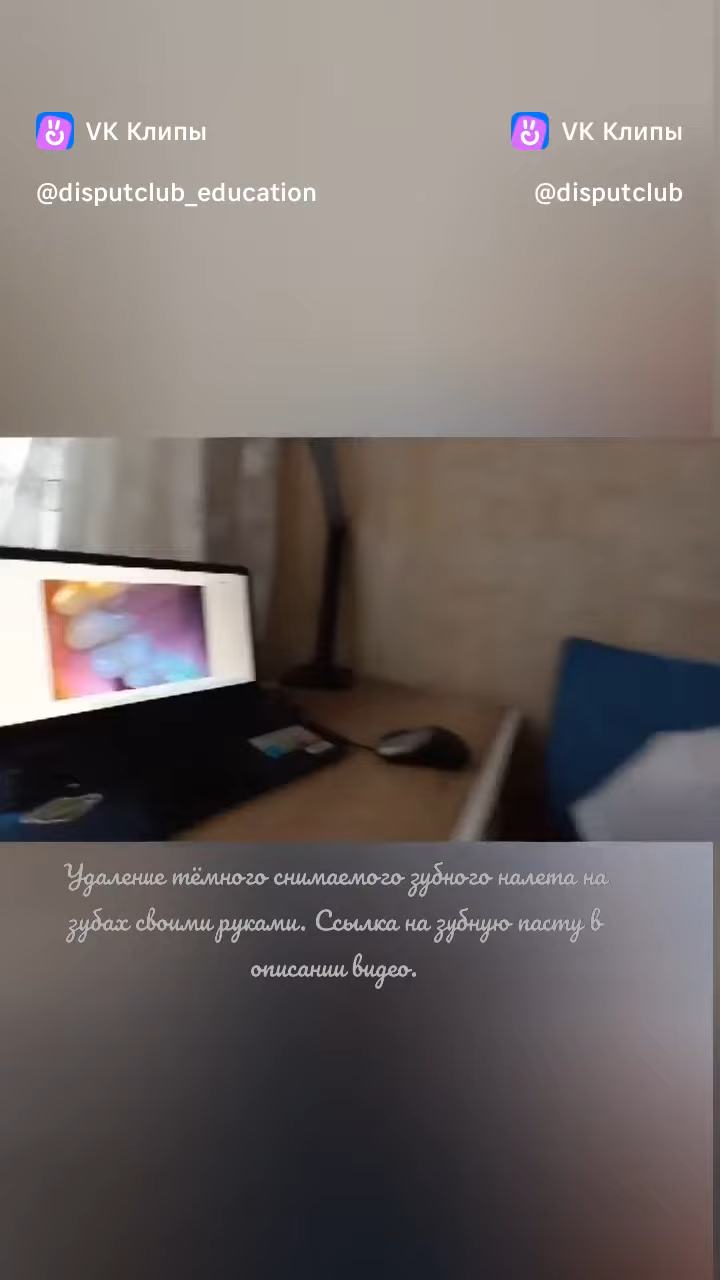 VK Клипы
VK Клипы
@disputclub_education
@disputclub
Удаление тёмного снимаемого зубного налета на
зубах своими руками. Ссылка на зубную пасту в
описании видео.